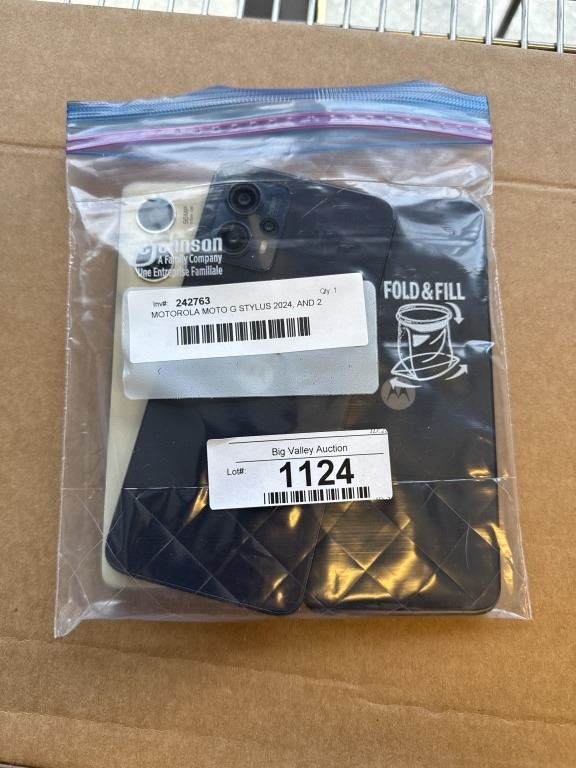 50MP
Johnson
A Family Company
Une Entreprise Familiale
Inv#: 242763
Qty. 1
MOTOROLA MOTO G STYLUS 2024, AND 2
FOLD & FILL
Big Valley Auction
Lot#: 1124